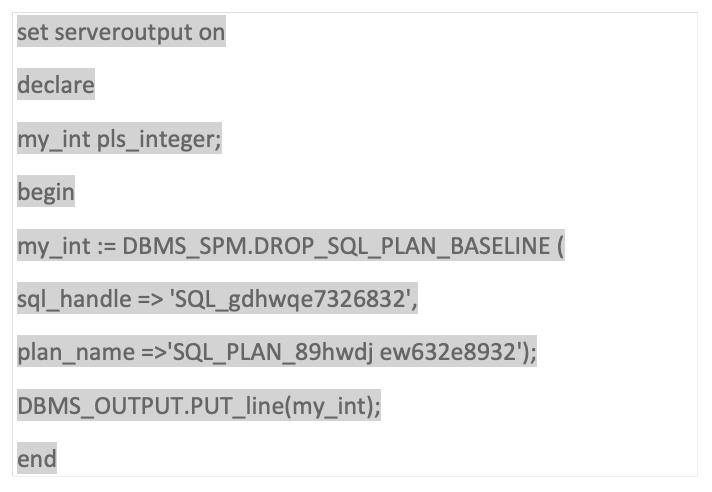 set serveroutput on
declare
my_int pls_integer;
begin
my_int := DBMS_SPM.DROP_SQL_PLAN_BASELINE (
sql_handle => 'SQL_gdhwqe7326832',
plan_name =>'SQL_PLAN_89hwdj ew632e8932');
DBMS_OUTPUT.PUT_line(my_int);
end